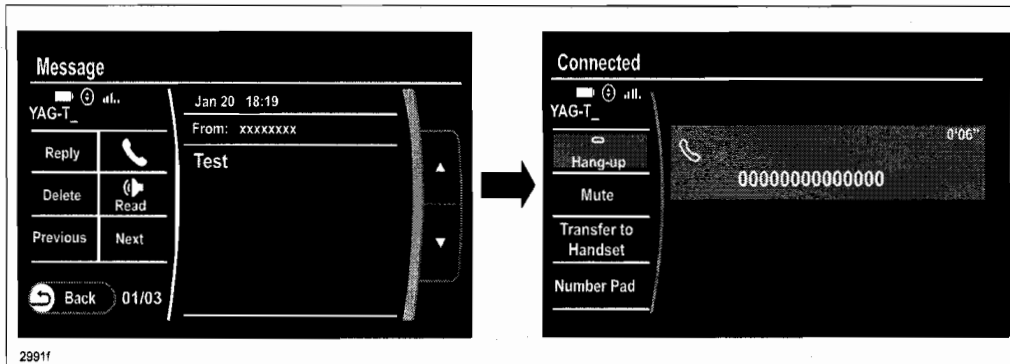 Message
YAG-T_
Jan 20 18:19
From: xxxxxxxx
Test
Reply
Delete
Read
Previous
Next
Back
01/03
Connected
YAG-T_
Hang-up
Mute
Transfer to
Handset
Number Pad
0'06"
00000000000000
2991f